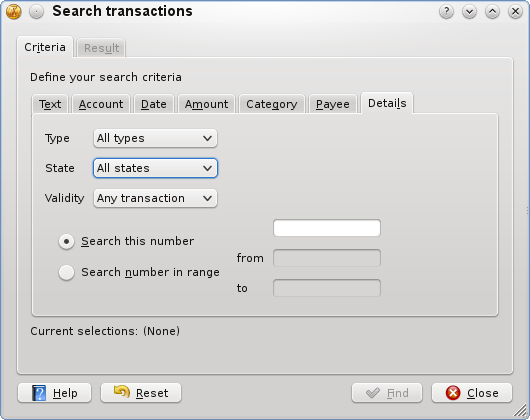 Search transactions
Criteria Result
Define your search criteria
Text Account Date Amount Category Payee Details
Type All types
State All states
Validity Any transaction
Search this number
from
Search number in range
to
Current selections: (None)
Help Reset Find Close